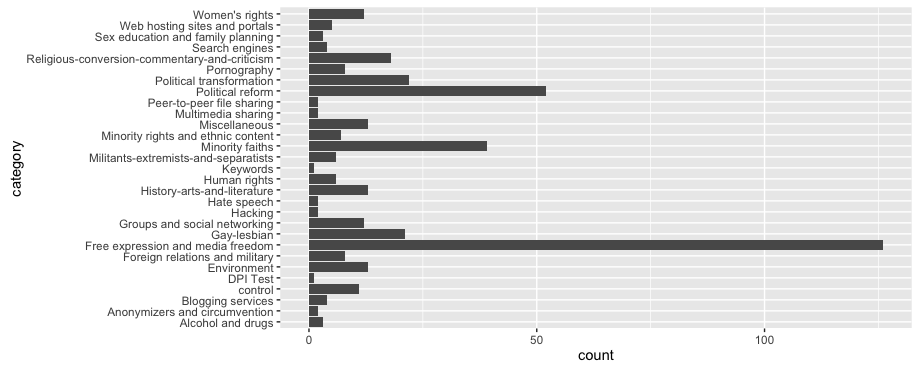 Women's rights
Web hosting sites and portals
Sex education and family planning
Search engines
Religious-conversion-commentary-and-criticism
Pornography
Political transformation
Political reform
Peer-to-peer file sharing
Multimedia sharing
Miscellaneous
Minority rights and ethnic content
Minority faiths
Militants-extremists-and-separatists
Keywords
Human rights
History-arts-and-literature
Hate speech
Hacking
Groups and social networking
Gay-lesbian
Free expression and media freedom
Foreign relations and military
Environment
DPI Test
control
Blogging services
Anonymizers and circumvention
Alcohol and drugs
category
0 50 100
count